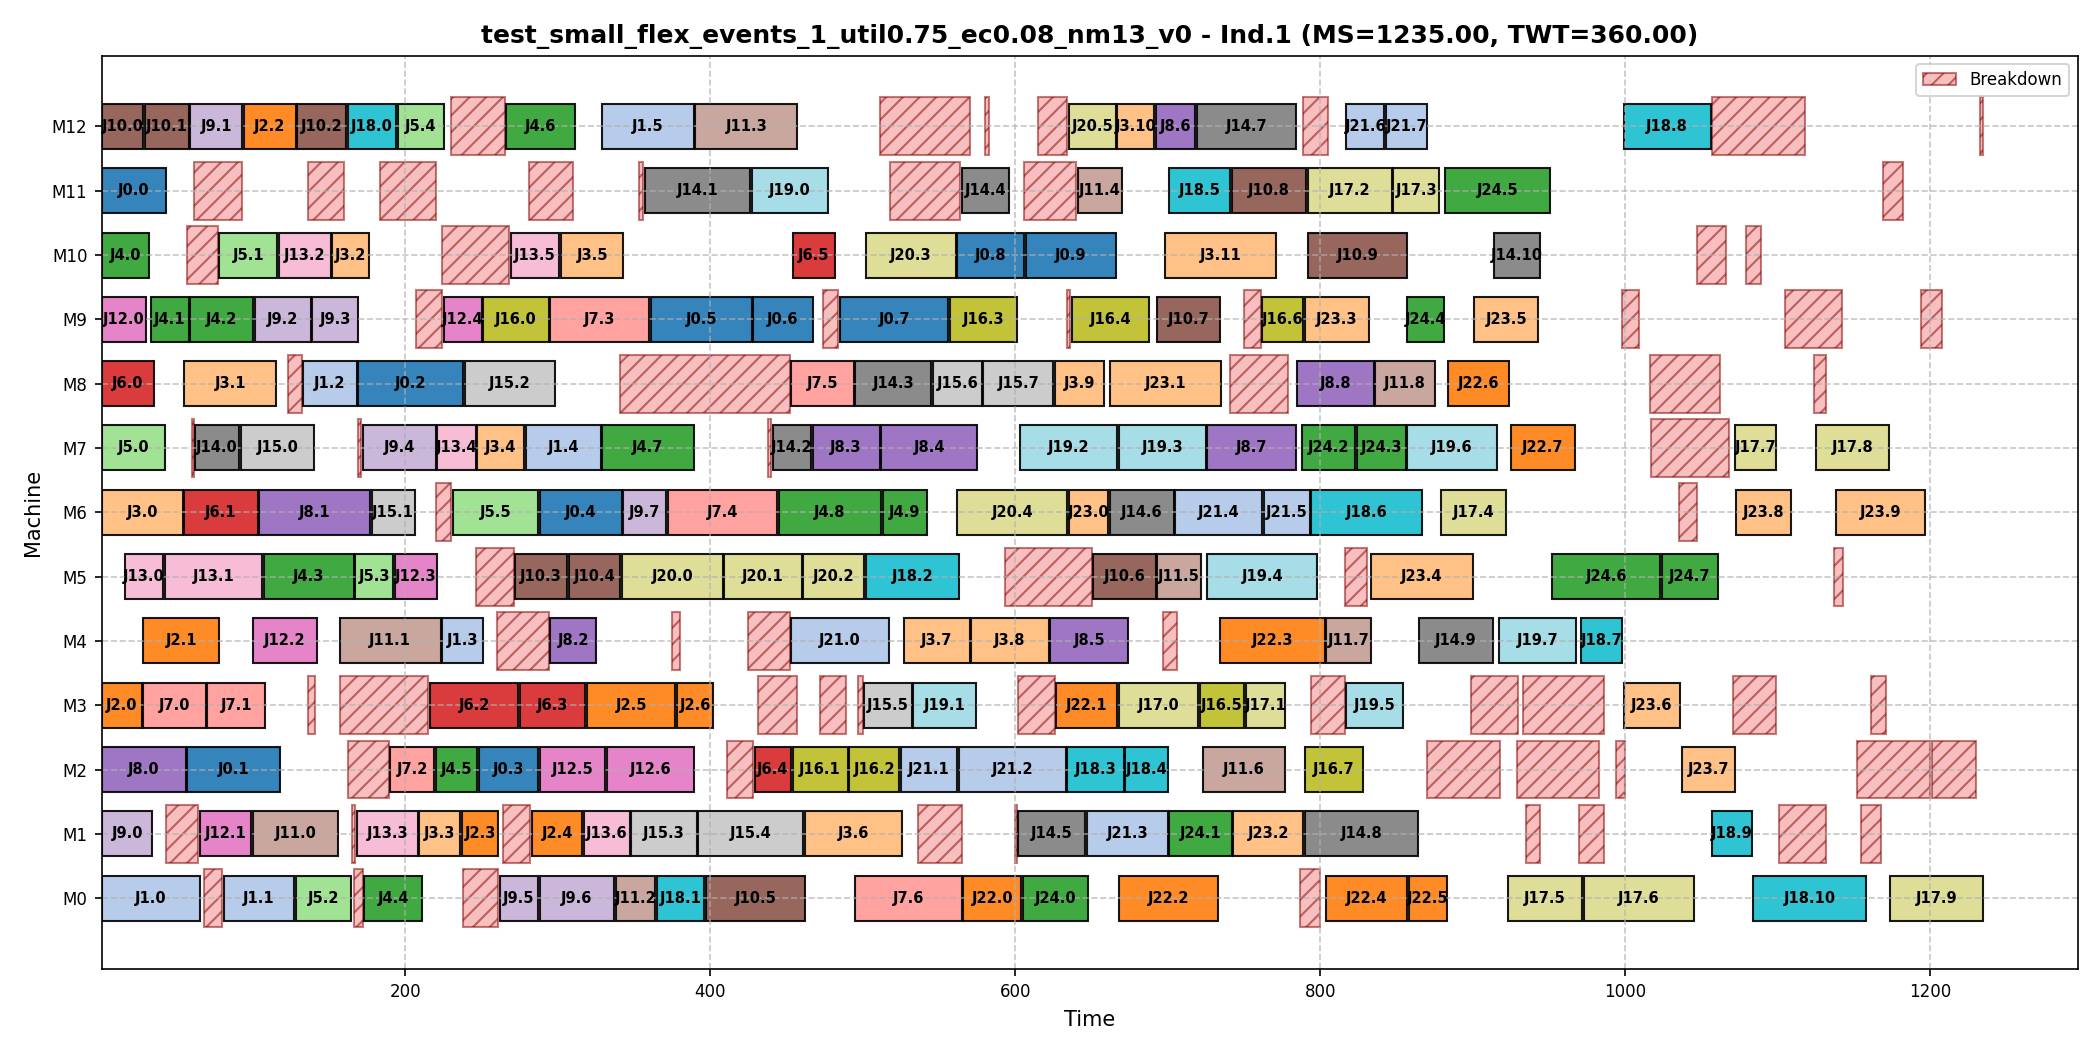 test_small_flex_events_1_util0.75_ec0.08_nm13_v0 - Ind.1 (MS=1235.00, TWT=360.00)
Breakdown
M12 J10.0 J10.1 J9.1 J2.2 J10.2 J18.0 J5.4 J4.6 J1.5 J11.3 J20.5 J3.10 J8.6 J14.7 J21.6 J21.7 J18.8
M11 J0.0 J14.1 J19.0 J14.4 J11.4 J18.5 J10.8 J17.2 J17.3 J24.5
M10 J4.0 J5.1 J13.2 J3.2 J13.5 J3.5 J6.5 J20.3 J0.8 J0.9 J3.11 J10.9 J14.10
M9 J12.0 J4.1 J4.2 J9.2 J9.3 J12.4 J16.0 J7.3 J0.5 J0.6 J0.7 J16.3 J16.4 J10.7 J16.6 J23.3 J24.4 J23.5
M8 J6.0 J3.1 J1.2 J0.2 J15.2 J7.5 J14.3 J15.6 J15.7 J3.9 J23.1 J8.8 J11.8 J22.6
M7 J5.0 J14.0 J15.0 J9.4 J13.4 J3.4 J1.4 J4.7 J14.2 J8.3 J8.4 J19.2 J19.3 J8.7 J24.2 J24.3 J19.6 J22.7 J17.7 J17.8
M6 J3.0 J6.1 J8.1 J15.1 J5.5 J0.4 J9.7 J7.4 J4.8 J4.9 J20.4 J23.0 J14.6 J21.4 J21.5 J18.6 J17.4 J23.8 J23.9
M5 J13.0 J13.1 J4.3 J5.3 J12.3 J10.3 J10.4 J20.0 J20.1 J20.2 J18.2 J10.6 J11.5 J19.4 J23.4 J24.6 J24.7
M4 J2.1 J12.2 J11.1 J1.3 J8.2 J21.0 J3.7 J3.8 J8.5 J22.3 J11.7 J14.9 J19.7 J18.7
M3 J2.0 J7.0 J7.1 J6.2 J6.3 J2.5 J2.6 J15.5 J19.1 J22.1 J17.0 J16.5 J17.1 J19.5 J23.6
M2 J8.0 J0.1 J7.2 J4.5 J0.3 J12.5 J12.6 J6.4 J16.1 J16.2 J21.1 J21.2 J18.3 J18.4 J11.6 J16.7 J23.7
M1 J9.0 J12.1 J11.0 J13.3 J3.3 J2.3 J2.4 J13.6 J15.3 J15.4 J3.6 J14.5 J21.3 J24.1 J23.2 J14.8 J18.9
M0 J1.0 J1.1 J5.2 J4.4 J9.5 J9.6 J11.2 J18.1 J10.5 J7.6 J22.0 J24.0 J22.2 J22.4 J22.5 J17.5 J17.6 J18.10 J17.9
Machine
200 400 600 800 1000 1200
Time